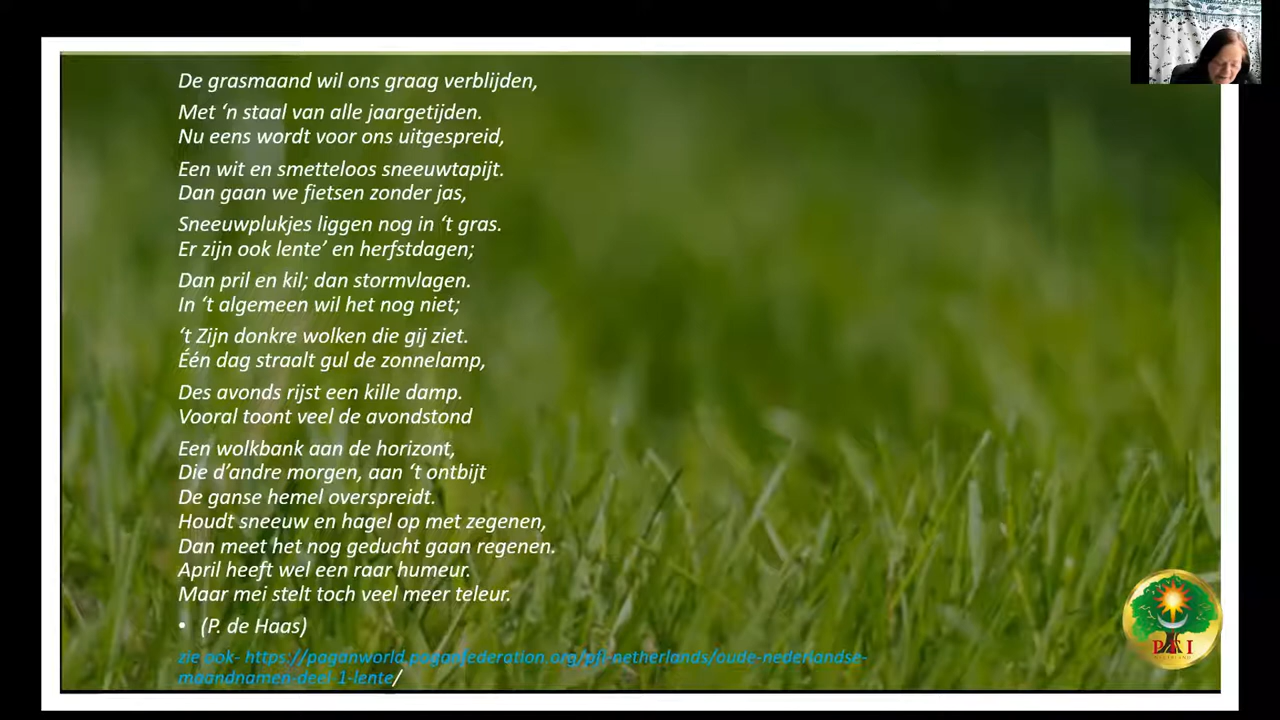 De grasmaand wil ons graag verblijden,
Met ‘n staal van alle jaargetijden.
Nu eens wordt voor ons uitgespreid,
Een wit en smetteloos sneeuwtapijt.
Dan gaan we fietsen zonder jas,
Sneeuwplukjes liggen nog in ‘t gras.
Er zijn ook lente’ en herfstdagen;
Dan pril en kil; dan stormvlagen.
In ‘t algemeen wil het nog niet;
‘t Zijn donkre wolken die gij ziet.
Één dag straalt gul de zonnelamp,
Des avonds rijst een kille damp.
Vooral toont veel de avondstond
Een wolkbank aan de horizont,
Die d’andre morgen, aan ‘t ontbijt
De ganse hemel overspreidt.
Houdt sneeuw en hagel op met zegenen,
Dan meet het nog geducht gaan regenen.
April heeft wel een raar humeur.
Maar mei stelt toch veel meer teleur.
• (P. de Haas)
zie ook- https://paganworld.paganfederation.org/pfi-netherlands/oude-nederlandse-
maandnamen-deel-1-lente/
PFI
NEDERLAND